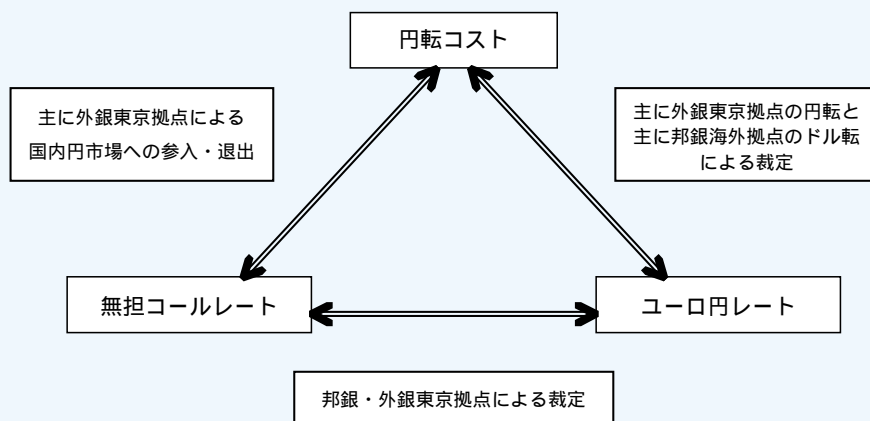 円転コスト
主に外銀東京拠点による
国内円市場への参入・退出
主に外銀東京拠点の円転と
主に邦銀海外拠点のドル転
による裁定
無担コールレート
ユーロ円レート
邦銀・外銀東京拠点による裁定